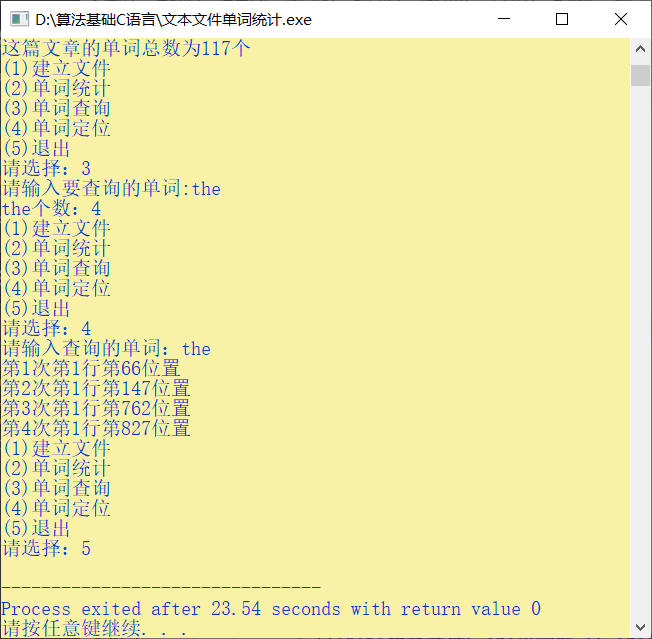 D:\算法基础C语言\文本文件单词统计.exe
这篇文章的单词总数为117个
(1)建立文件
(2)单词统计
(3)单词查询
(4)单词定位
(5)退出
请选择：3
请输入要查询的单词:the
the个数：4
(1)建立文件
(2)单词统计
(3)单词查询
(4)单词定位
(5)退出
请选择：4
请输入查询的单词：the
第1次第1行第66位置
第2次第1行第147位置
第3次第1行第762位置
第4次第1行第827位置
(1)建立文件
(2)单词统计
(3)单词查询
(4)单词定位
(5)退出
请选择：5
--------------------------------
Process exited after 23.54 seconds with return value 0
请按任意键继续. . .